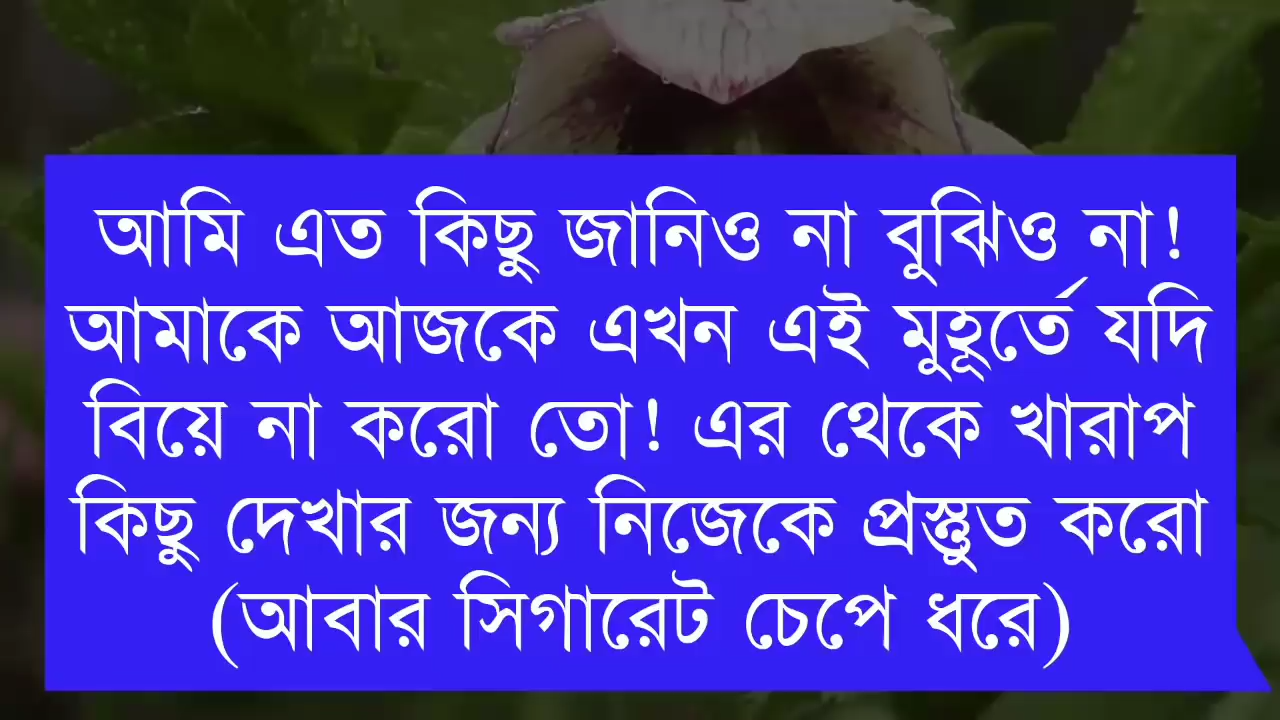 আমি এত কিছু জানিও না বুঝিও না!
আমাকে আজকে এখন এই মুহূর্তে যদি
বিয়ে না করো তো! এর থেকে খারাপ
কিছু দেখার জন্য নিজেকে প্রস্তুত করো
(আবার সিগারেট চেপে ধরে)